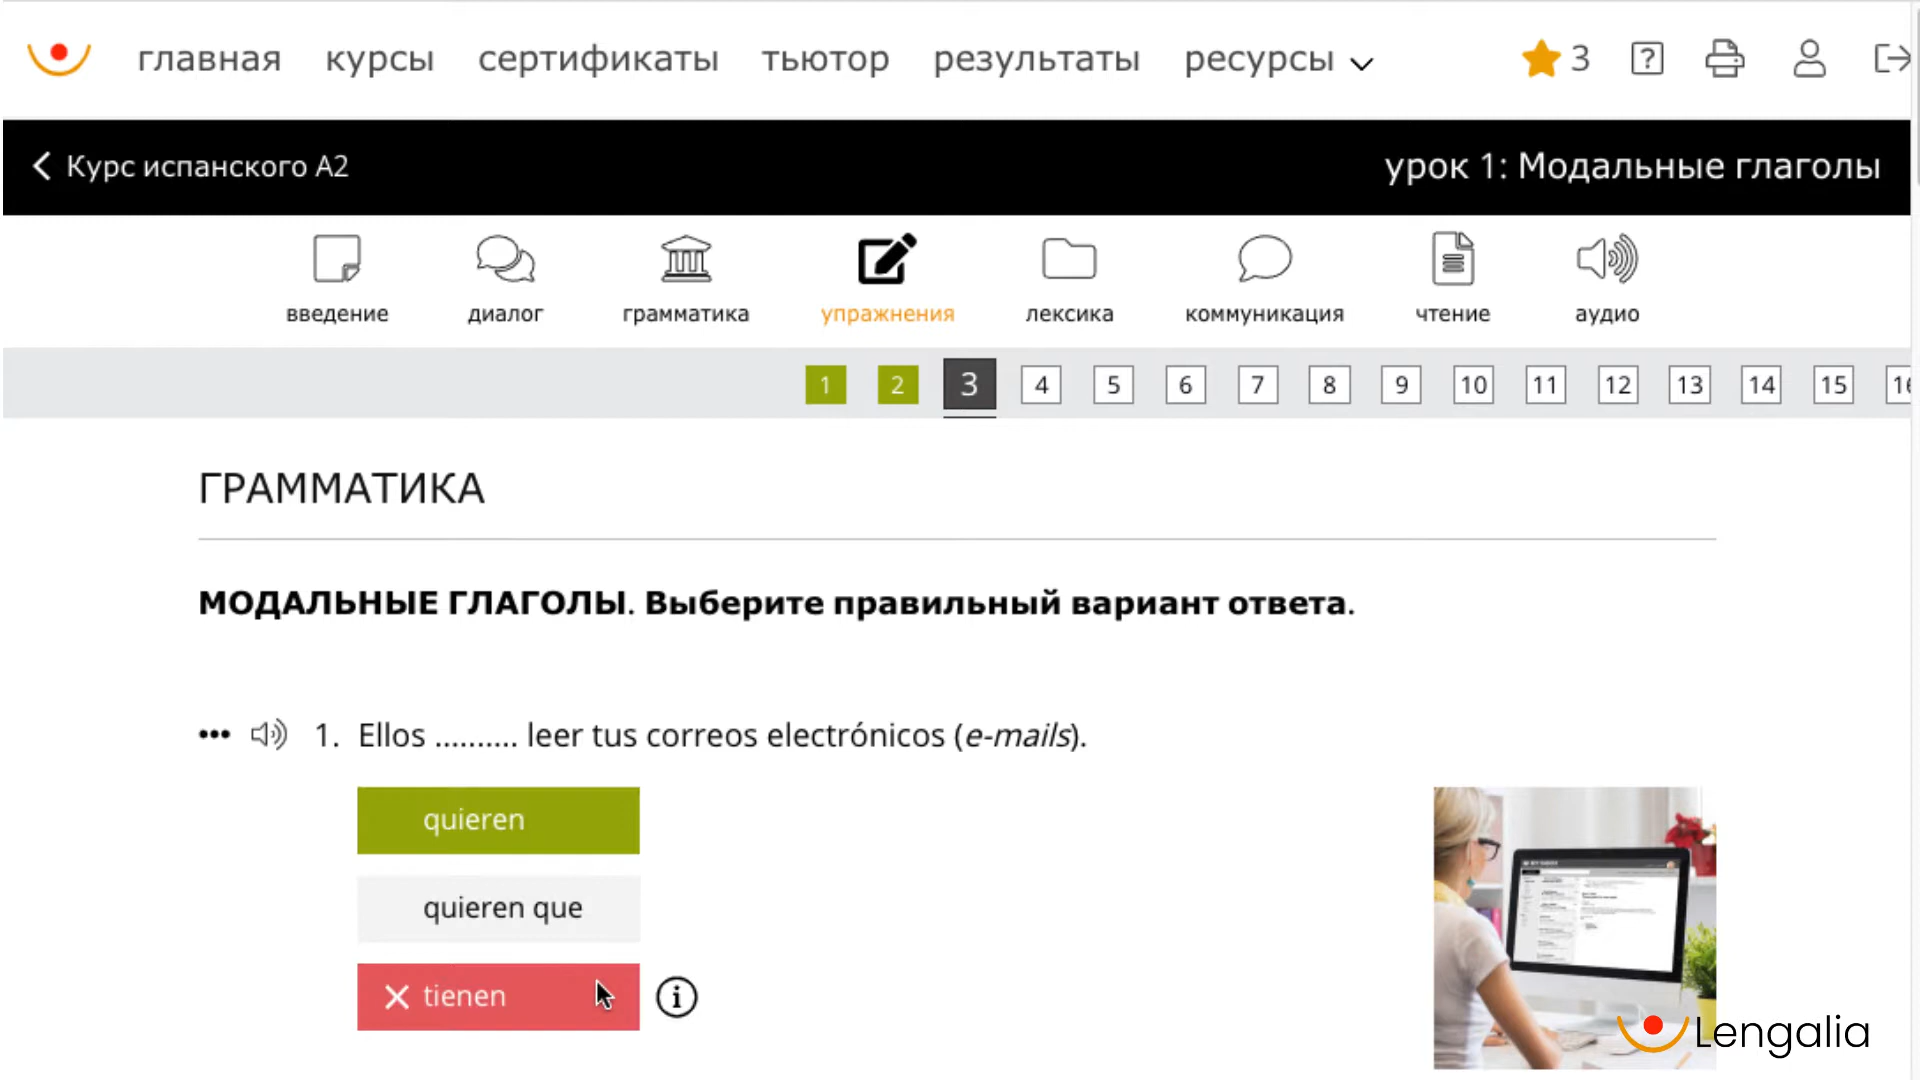 главная курсы сертификаты тьютор результаты ресурсы 3 ?
Курс испанского A2 урок 1: Модальные глаголы
введение диалог грамматика упражнения лексика коммуникация чтение аудио
1 2 3 4 5 6 7 8 9 10 11 12 13 14 15
ГРАММАТИКА
МОДАЛЬНЫЕ ГЛАГОЛЫ. Выберите правильный вариант ответа.
1. Ellos .......... leer tus correos electrónicos (e-mails).
quieren
quieren que
tienen
Lengalia